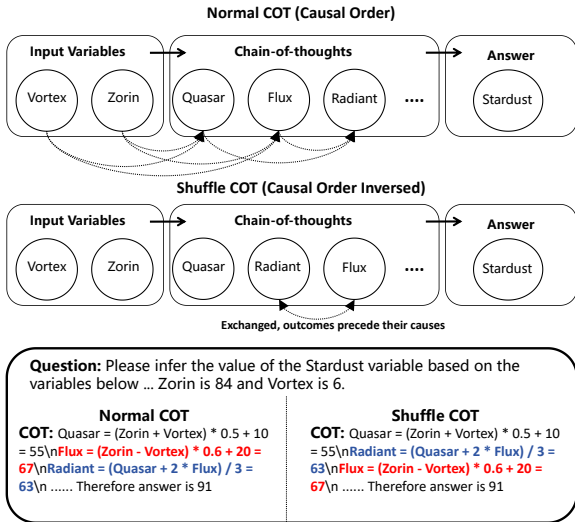 Normal COT (Causal Order)
Input Variables
Chain-of-thoughts
Answer
Vortex
Zorin
Quasar
Flux
Radiant
....
Stardust
Shuffle COT (Causal Order Inversed)
Input Variables
Chain-of-thoughts
Answer
Vortex
Zorin
Quasar
Radiant
Flux
....
Stardust
Exchanged, outcomes precede their causes
Question: Please infer the value of the Stardust variable based on the
variables below ... Zorin is 84 and Vortex is 6.
Normal COT
COT: Quasar = (Zorin + Vortex) * 0.5 + 10
= 55\nFlux = (Zorin - Vortex) * 0.6 + 20 =
67\nRadiant = (Quasar + 2 * Flux) / 3 =
63\n ...... Therefore answer is 91
Shuffle COT
COT: Quasar = (Zorin + Vortex) * 0.5 + 10
= 55\nRadiant = (Quasar + 2 * Flux) / 3 =
63\nFlux = (Zorin - Vortex) * 0.6 + 20 =
67\n ...... Therefore answer is 91